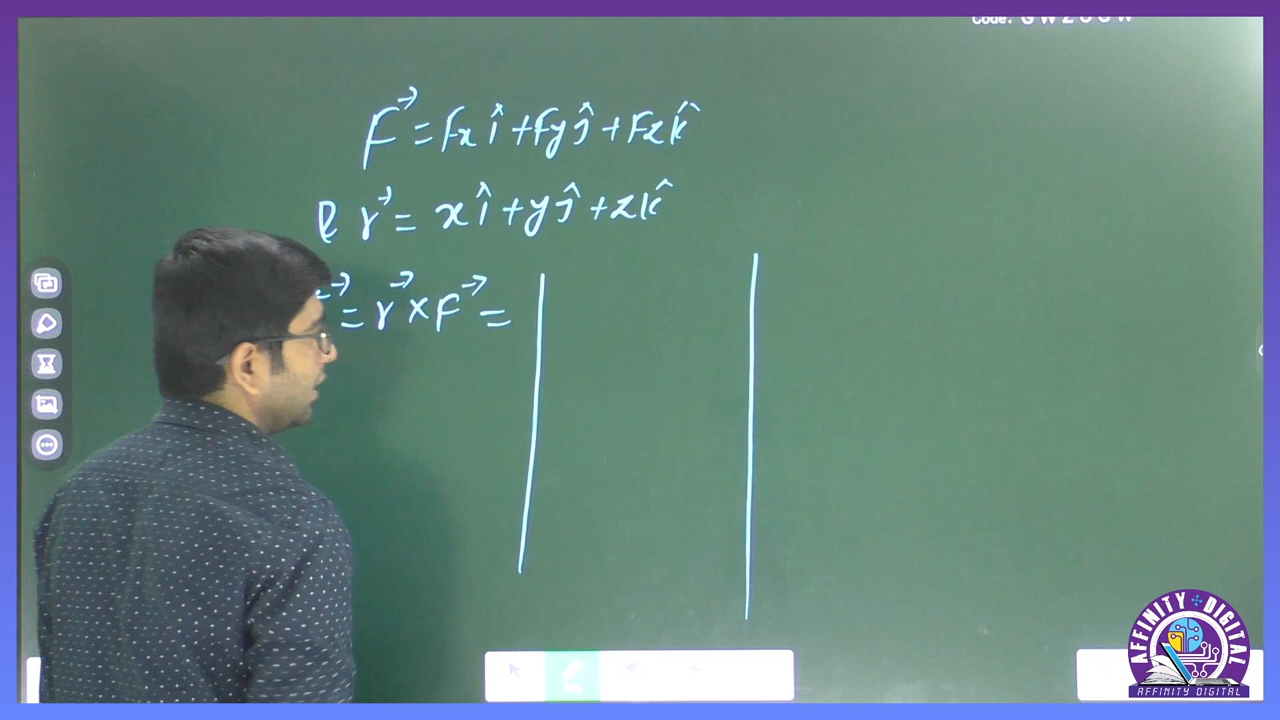 F⃗ = Fx î + Fy ĵ + Fz k̂
r⃗ = x î + y ĵ + z k̂
= r⃗ × F⃗ =
AFFINITY DIGITAL
AFFINITY DIGITAL